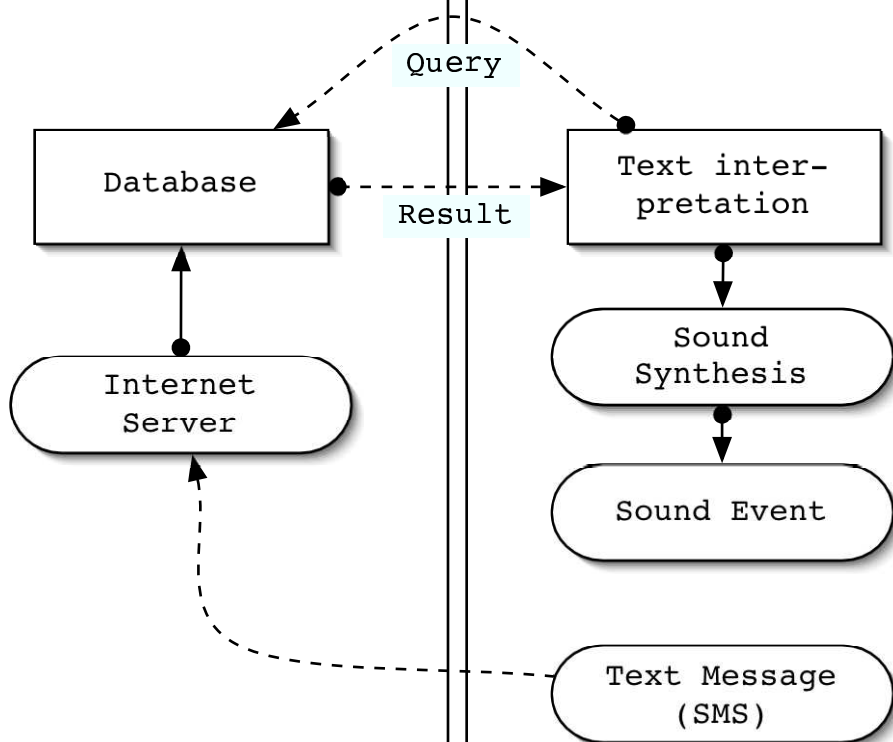 Query
Database
Text inter-
pretation
Result
Sound
Synthesis
Internet
Server
Sound Event
Text Message
(SMS)